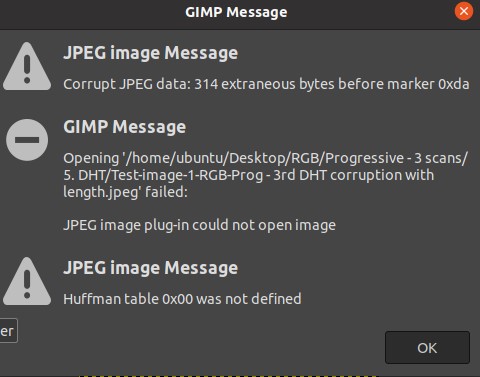 GIMP Message
JPEG image Message
Corrupt JPEG data: 314 extraneous bytes before marker 0xda
GIMP Message
Opening '/home/ubuntu/Desktop/RGB/Progressive - 3 scans/
5. DHT/Test-image-1-RGB-Prog - 3rd DHT corruption with
length.jpeg' failed:
JPEG image plug-in could not open image
JPEG image Message
Huffman table 0x00 was not defined
er
OK